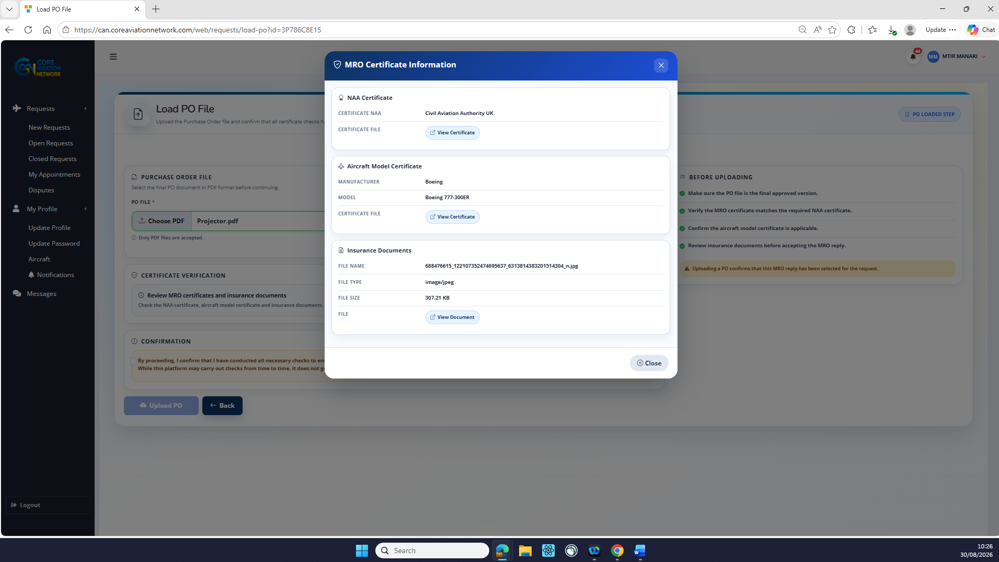 Load PO File
https://can.coreaviationnetwork.com/web/requests/load-po?id=3P786C8E15
Update
Chat
CORE
AVIATION
NETWORK
Requests
New Requests
Open Requests
Closed Requests
My Appointments
Disputes
My Profile
Update Profile
Update Password
Aircraft
Notifications
Messages
Logout
44
MM
MTIR MANARI
Load PO File
Upload the Purchase Order file and confirm that all certificate checks
PO LOADED STEP
PURCHASE ORDER FILE
Select the final PO document in PDF format before continuing.
PO FILE *
Choose PDF
Projector.pdf
Only PDF files are accepted.
CERTIFICATE VERIFICATION
Review MRO certificates and insurance documents
Check the NAA certificate, aircraft model certificate and insurance documents.
CONFIRMATION
By proceeding, I confirm that I have conducted all necessary checks to
While this platform may carry out checks from time to time, it does not
Upload PO
Back
MRO Certificate Information
NAA Certificate
CERTIFICATE NAA
Civil Aviation Authority UK
CERTIFICATE FILE
View Certificate
Aircraft Model Certificate
MANUFACTURER
Boeing
MODEL
Boeing 777-300ER
CERTIFICATE FILE
View Certificate
Insurance Documents
FILE NAME
688476615_122107352474695637_6313814383201514304_n.jpg
FILE TYPE
image/jpeg
FILE SIZE
307.21 KB
FILE
View Document
Close
BEFORE UPLOADING
Make sure the PO file is the final approved version.
Verify the MRO certificate matches the required NAA certificate.
Confirm the aircraft model certificate is applicable.
Review insurance documents before accepting the MRO reply.
Uploading a PO confirms that this MRO reply has been selected for the request.
Search
10:26
30/08/2026